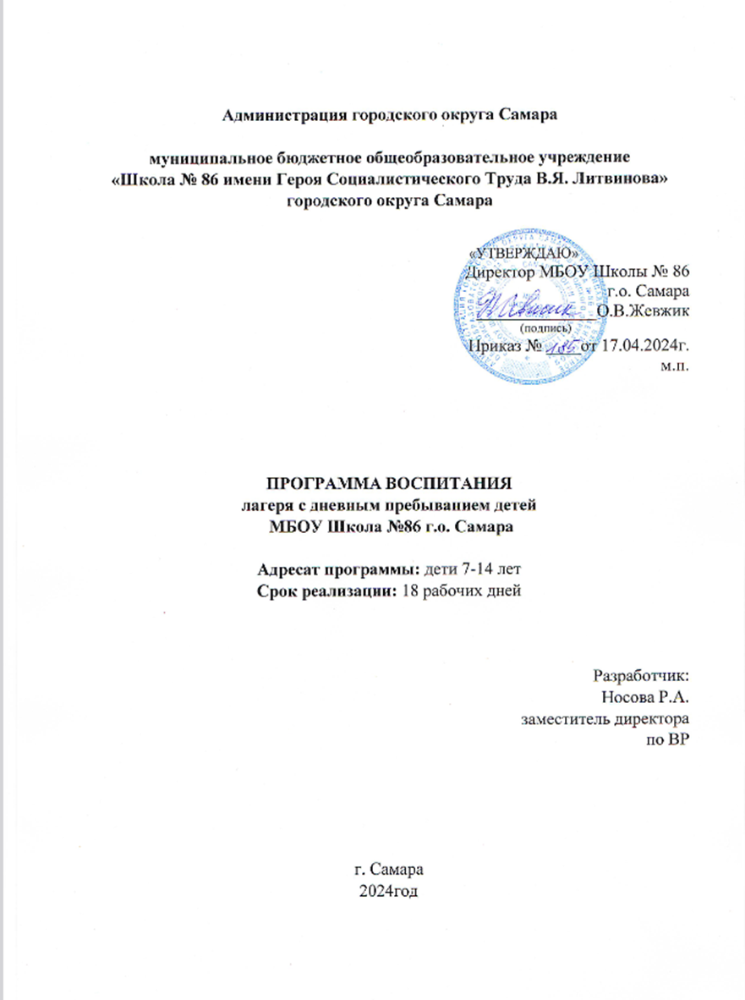 Администрация городского округа Самара
муниципальное бюджетное общеобразовательное учреждение
«Школа № 86 имени Героя Социалистического Труда В.Я. Литвинова»
городского округа Самара
«УТВЕРЖДАЮ»
Директор МБОУ Школы № 86
г.о. Самара
О.В.Жевжик
(подпись)
Приказ № 185 от 17.04.2024г.
м.п.
ПРОГРАММА ВОСПИТАНИЯ
лагеря с дневным пребыванием детей
МБОУ Школа №86 г.о. Самара
Адресат программы: дети 7-14 лет
Срок реализации: 18 рабочих дней
Разработчик:
Носова Р.А.
заместитель директора
по ВР
г. Самара
2024год